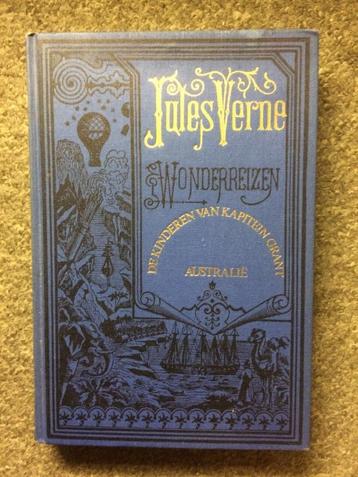 Jules Verne
WONDERREIZEN
DE KINDEREN VAN KAPITEIN GRANT
AUSTRALIË